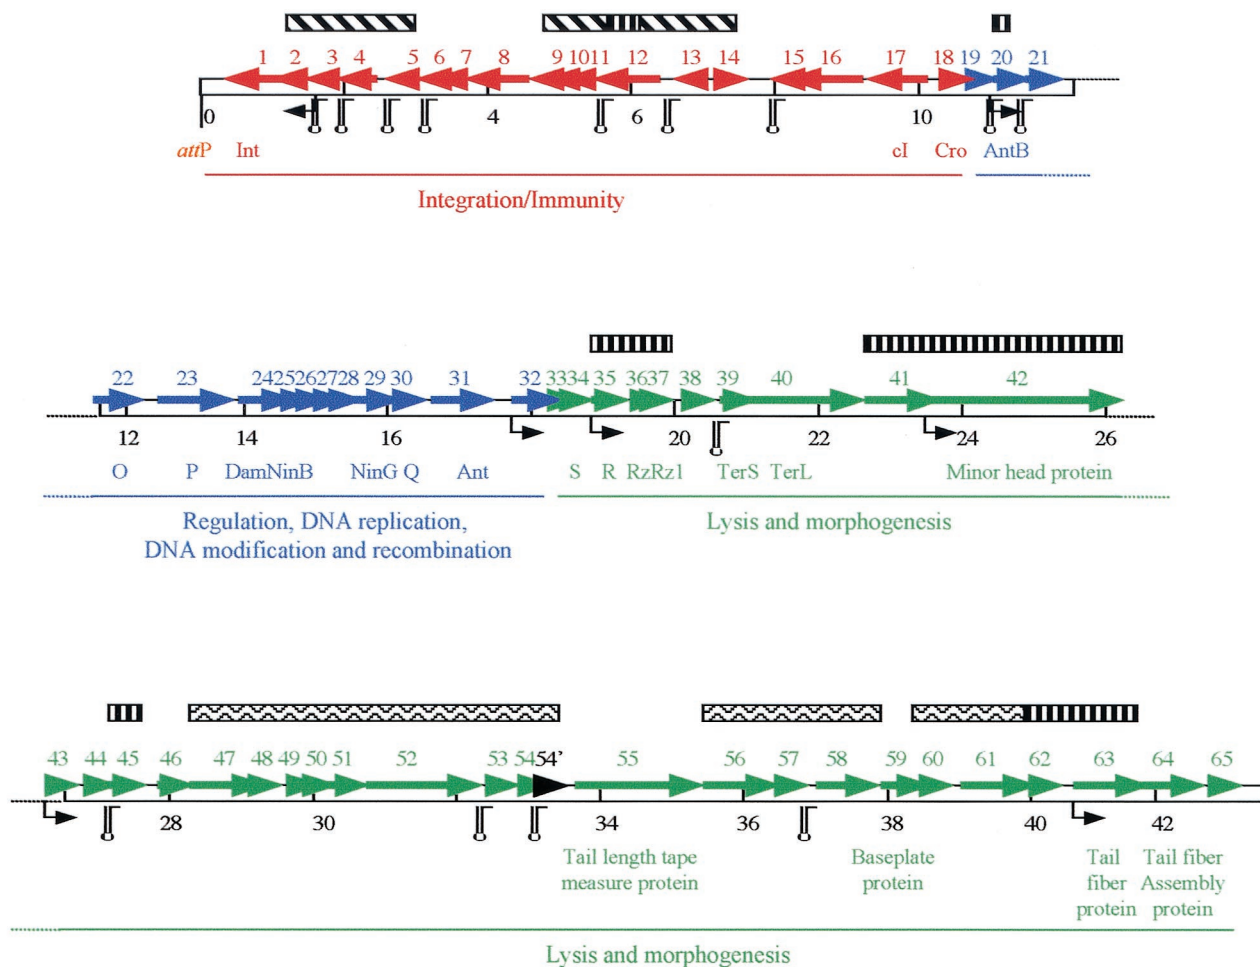 1 2 3 4 5 6 7 8 9 10 11 12 13 14 15 16 17 18 19 20 21
0 4 6 10
attP Int cI Cro AntB
Integration/Immunity
22 23 24 25 26 27 28 29 30 31 32 33 34 35 36 37 38 39 40 41 42
12 14 16 20 22 24 26
O P DamNinB NinG Q Ant S R RzRz1 TerS TerL Minor head protein
Regulation, DNA replication,
DNA modification and recombination
Lysis and morphogenesis
43 44 45 46 47 48 49 50 51 52 53 54 54' 55 56 57 58 59 60 61 62 63 64 65
28 30 34 36 38 40 42
Tail length tape
measure protein
Baseplate
protein
Tail
fiber
protein
Tail fiber
Assembly
protein
Lysis and morphogenesis